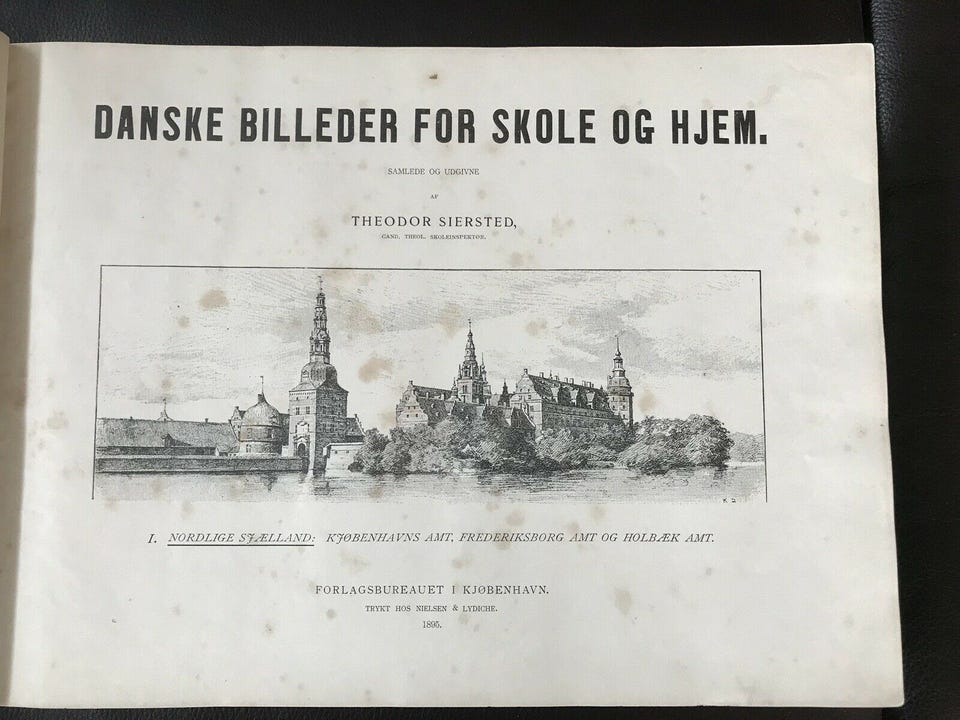 DANSKE BILLEDER FOR SKOLE OG HJEM.
SAMLEDE OG UDGIVNE
AF
THEODOR SIERSTED,
CAND. THEOL. SKOLEINSPEKTØR.
K 2
I. NORDLIGE SJÆLLAND: KJØBENHAVNS AMT, FREDERIKSBORG AMT OG HOLBÆK AMT.
FORLAGSBUREAUET I KJØBENHAVN.
TRYKT HOS NIELSEN & LYDICHE.
1895.